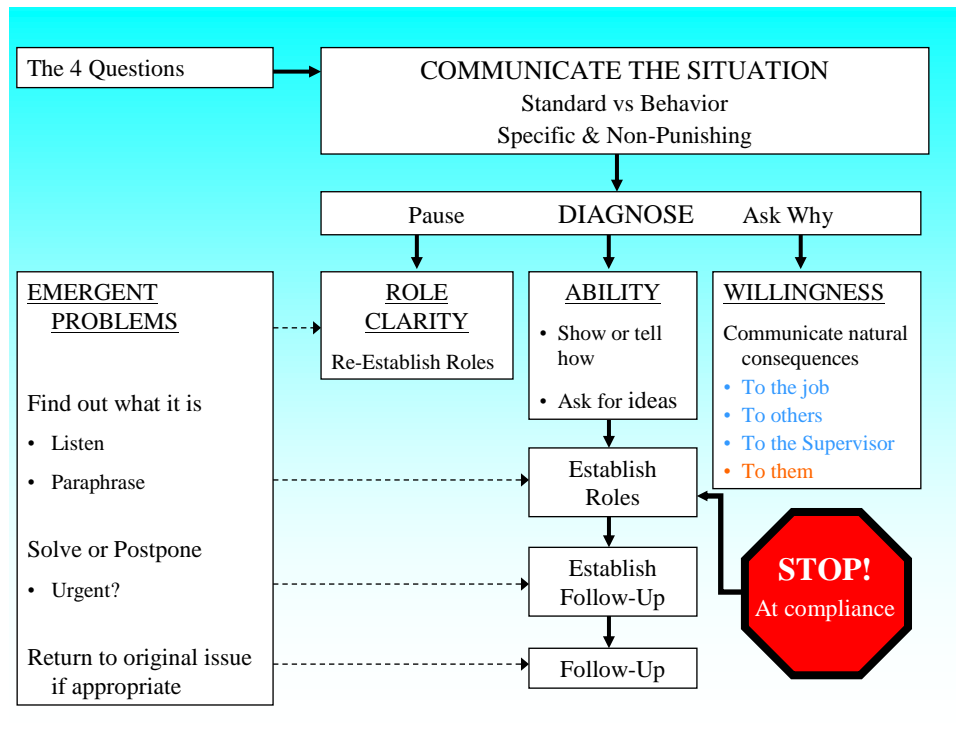 The 4 Questions
COMMUNICATE THE SITUATION
Standard vs Behavior
Specific & Non-Punishing
Pause DIAGNOSE Ask Why
EMERGENT
PROBLEMS
Find out what it is
• Listen
• Paraphrase
Solve or Postpone
• Urgent?
Return to original issue
if appropriate
ROLE
CLARITY
Re-Establish Roles
ABILITY
• Show or tell
how
• Ask for ideas
WILLINGNESS
Communicate natural
consequences
• To the job
• To others
• To the Supervisor
• To them
Establish
Roles
Establish
Follow-Up
Follow-Up
STOP!
At compliance